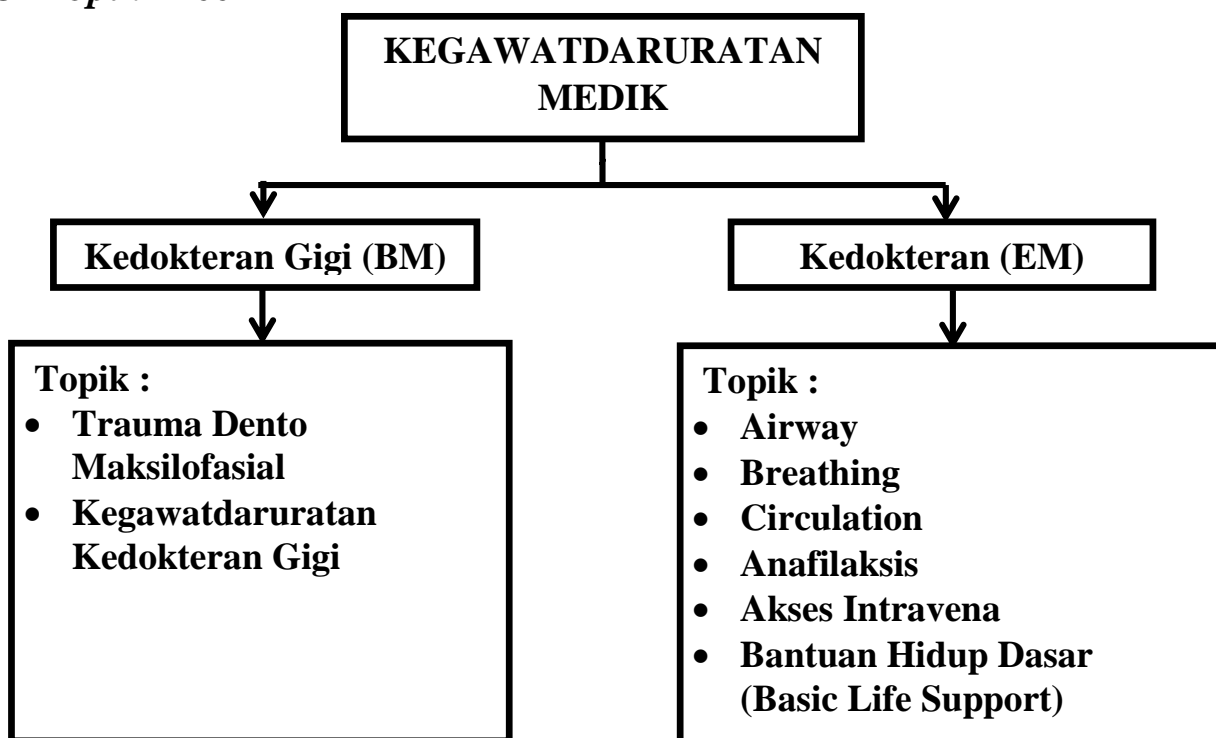 KEGAWATDARURATAN
MEDIK
Kedokteran Gigi (BM)
Kedokteran (EM)
Topik :
• Trauma Dento
Maksilofasial
• Kegawatdaruratan
Kedokteran Gigi
Topik :
• Airway
• Breathing
• Circulation
• Anafilaksis
• Akses Intravena
• Bantuan Hidup Dasar
(Basic Life Support)